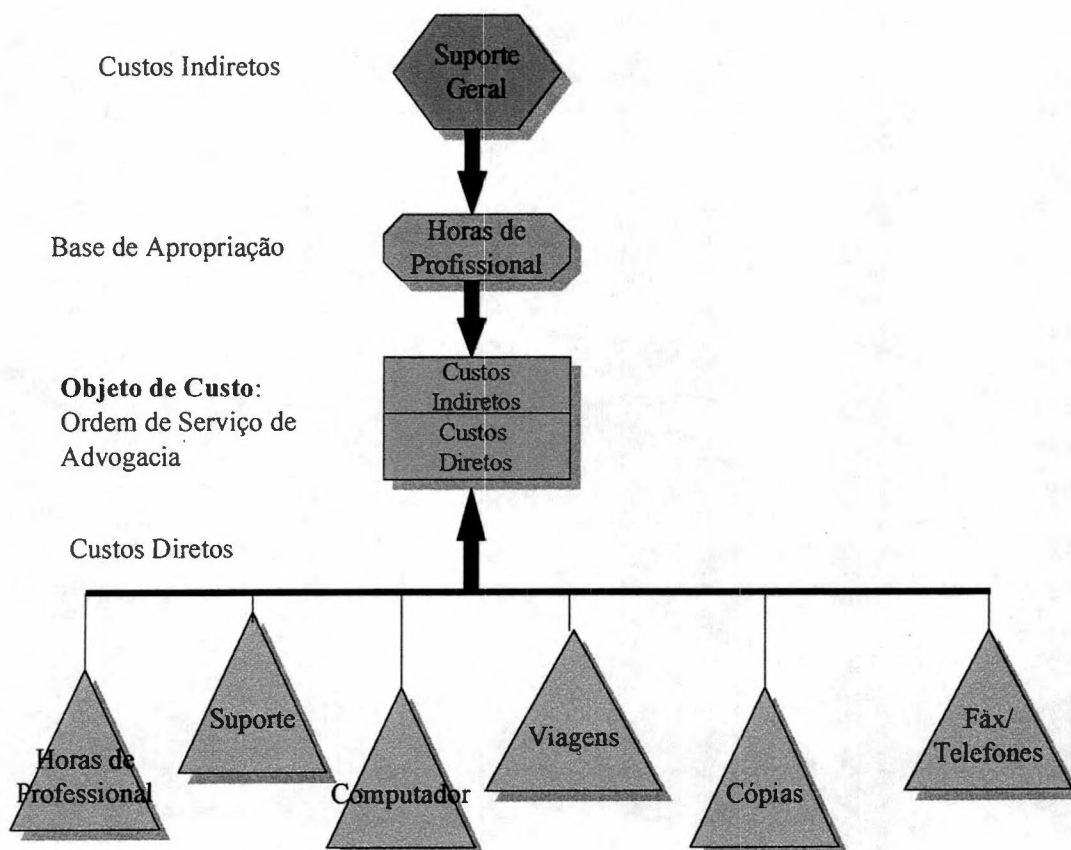 Custos Indiretos
Suporte
Geral
Base de Apropriação
Horas de
Profissional
Objeto de Custo:
Ordem de Serviço de
Advogacia
Custos
Indiretos
Custos
Diretos
Custos Diretos
Horas de
Professional
Suporte
Computador
Viagens
Cópias
Fàx/
Telefones